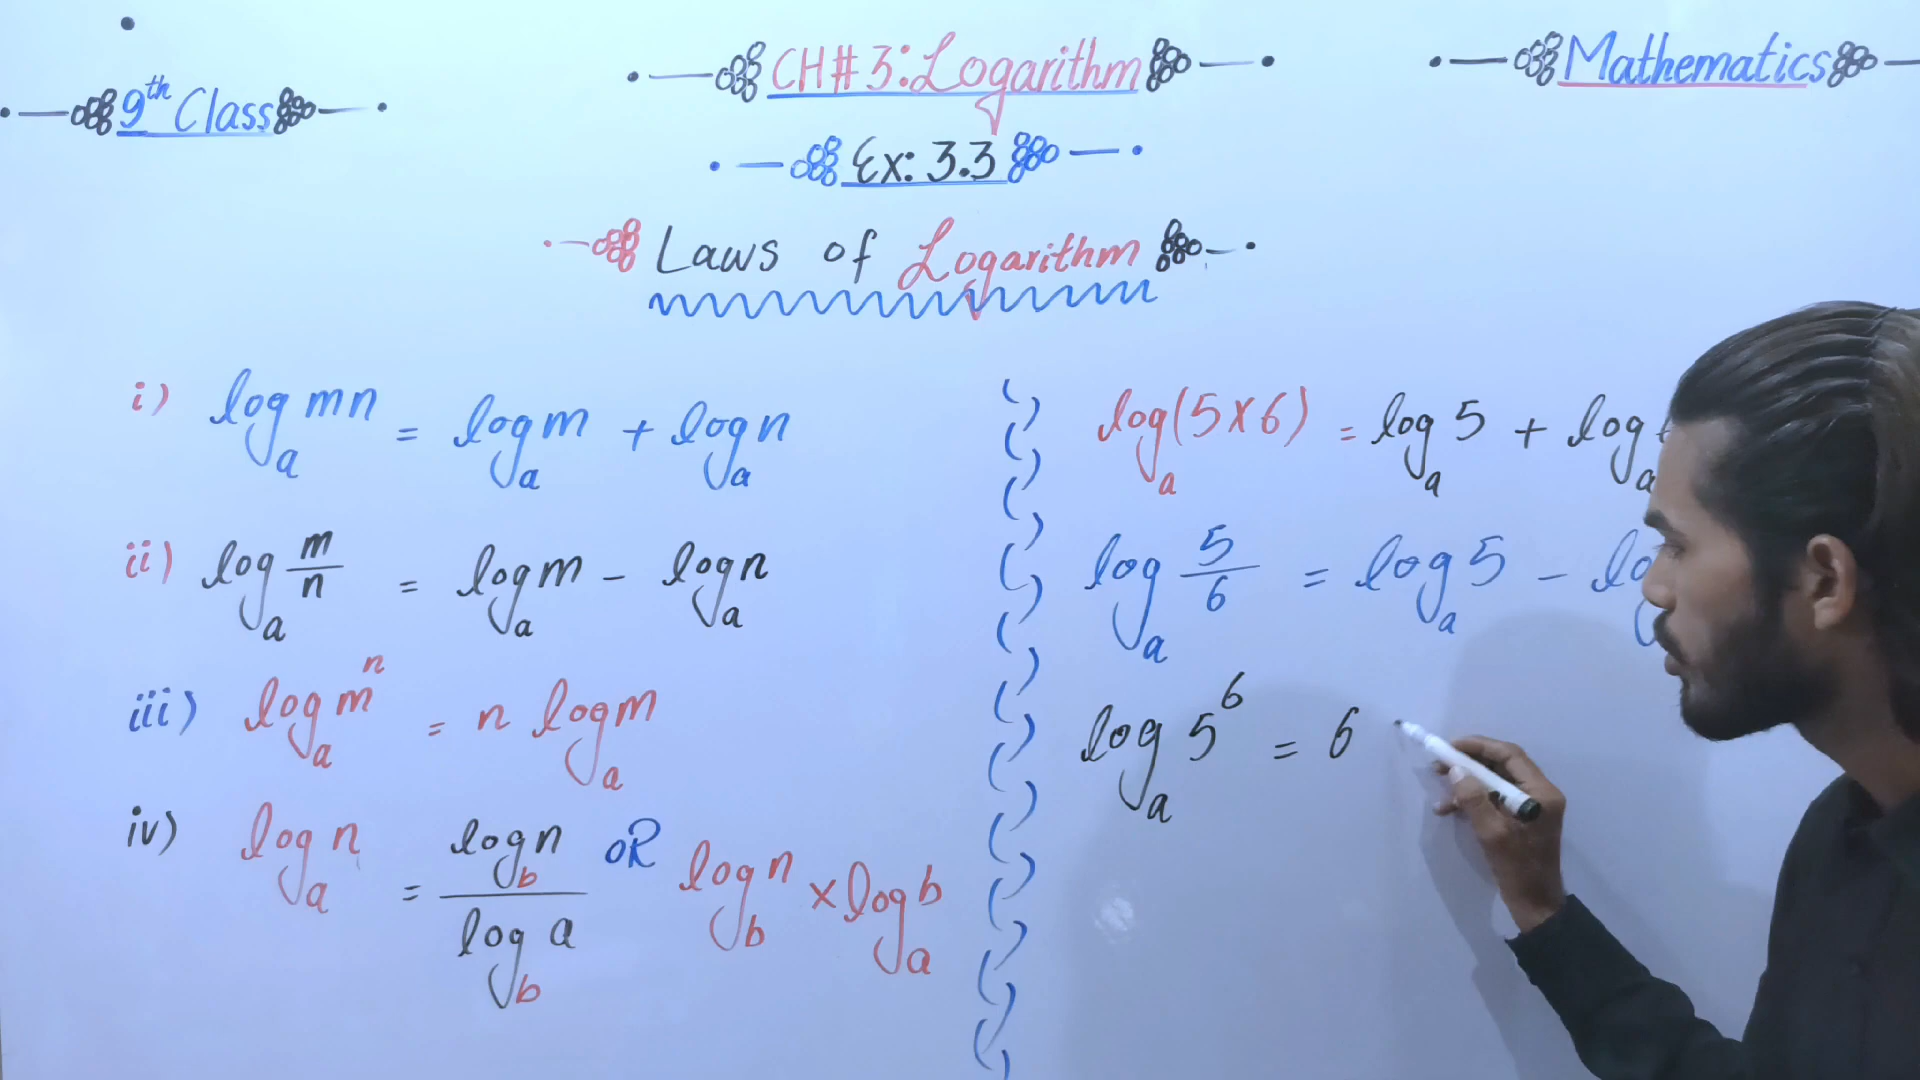 9th Class
CH# 3: Logarithm
Mathematics
Ex: 3.3
Laws of Logarithm
i) logₐ mn = logₐ m + logₐ n
ii) logₐ m/n = logₐ m - logₐ n
iii) logₐ mⁿ = n logₐ m
iv) logₐ n = log_b n / log_b a OR log_b n × logₐ b
logₐ (5 × 6) = logₐ 5 + logₐ
logₐ 5/6 = logₐ 5 -
logₐ 5⁶ = 6